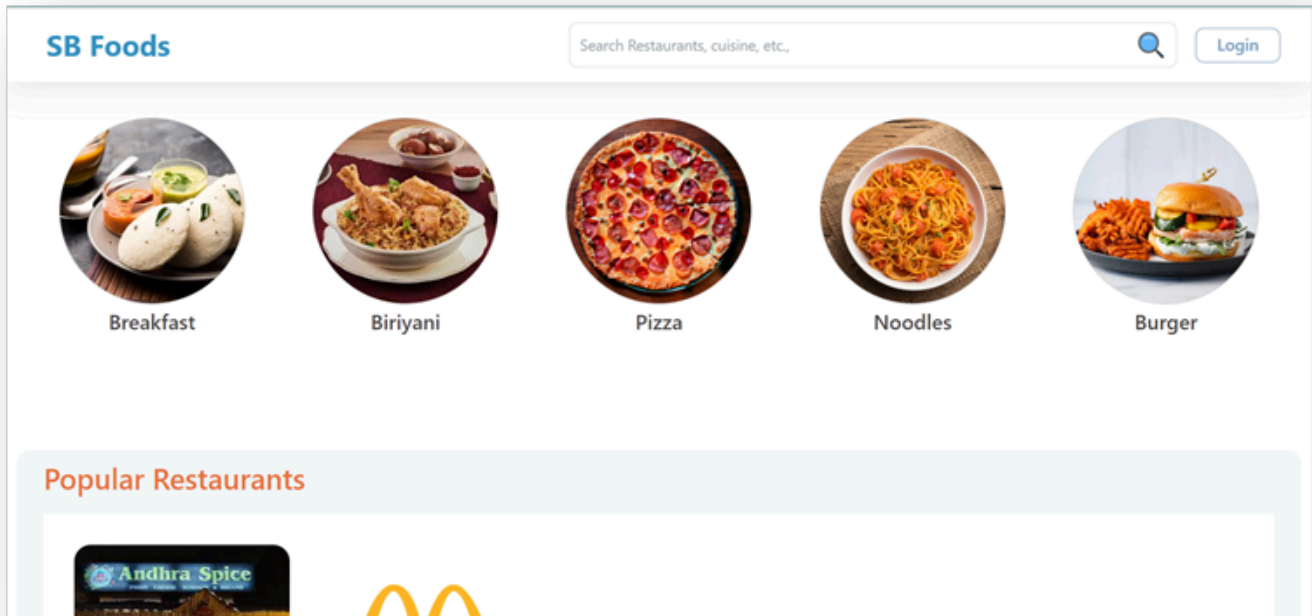 SB Foods
Search Restaurants, cuisine, etc.,
Login
Breakfast
Biriyani
Pizza
Noodles
Burger
Popular Restaurants
Andhra Spice